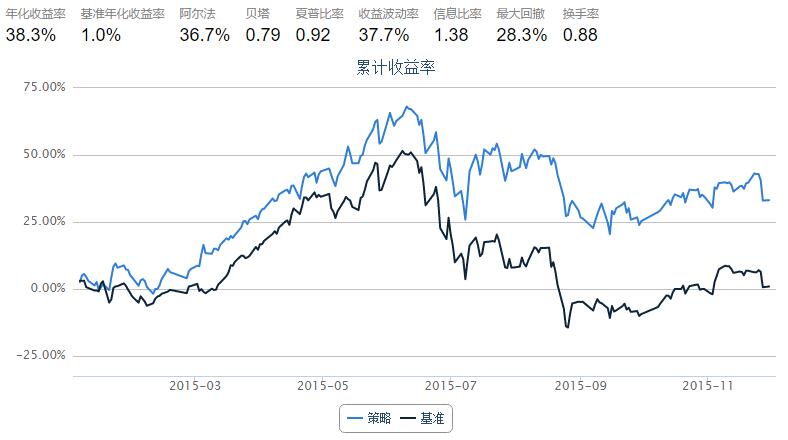 年化收益率 基准年化收益率 阿尔法 贝塔 夏普比率 收益波动率 信息比率 最大回撤 换手率
38.3% 1.0% 36.7% 0.79 0.92 37.7% 1.38 28.3% 0.88
累计收益率
75.00%
50.00%
25.00%
0.00%
-25.00%
2015-03 2015-05 2015-07 2015-09 2015-11
策略 基准